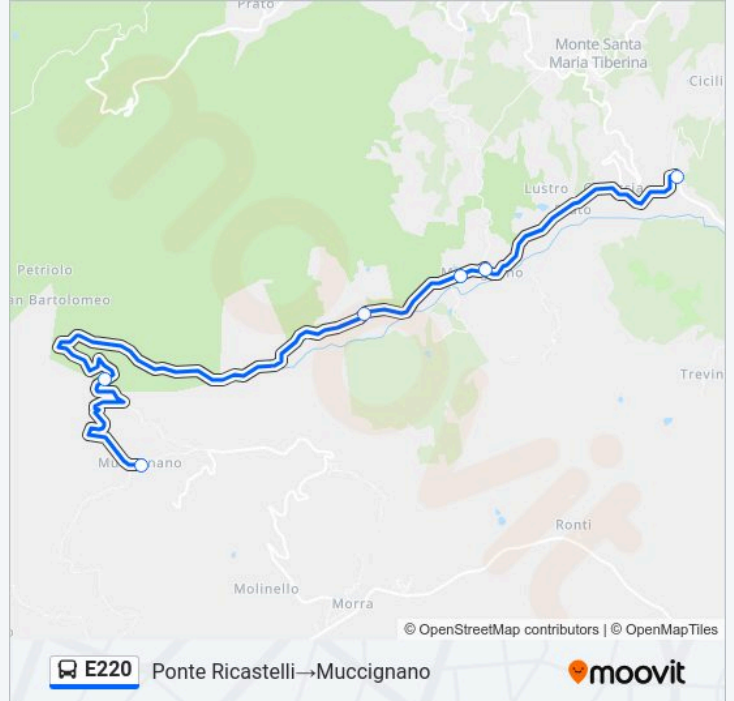 Prato
Monte Santa
Maria Tiberina
Cicili
Lustro
Petriolo
an Bartolomeo
Trevin
Ronti
Molinello
Morra
© OpenStreetMap contributors | © OpenMapTiles
E220 Ponte Ricastelli→Muccignano
moovit